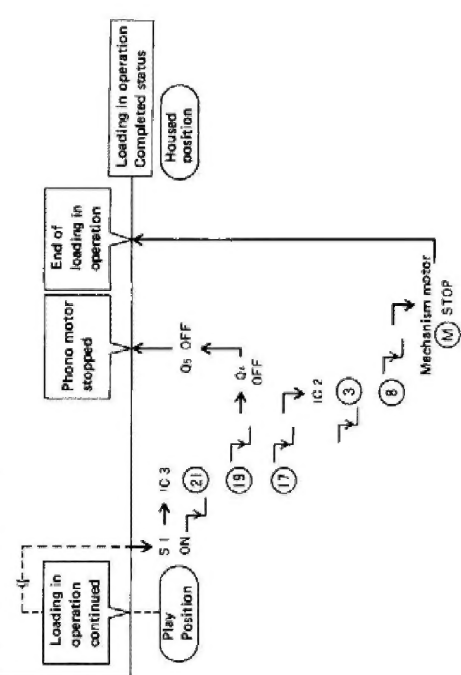 Loading in
operation
continued
Phono motor
stopped
End of
loading in
operation
Loading in operation
Completed status
Play
Position
Housed
position
S 1
ON
IC 3
21
19
17
Q4
OFF
Q5 OFF
IC 2
3
8
Mechanism motor
M STOP